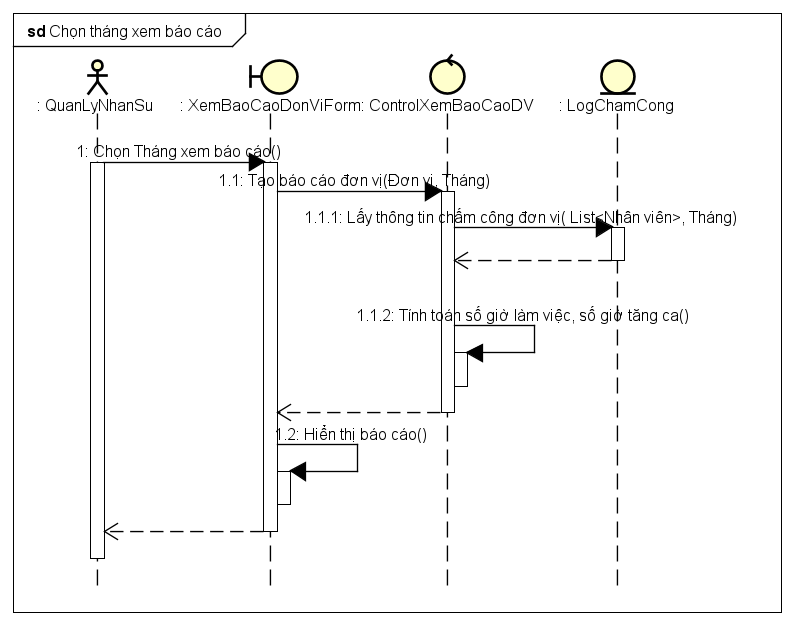 sd Chọn tháng xem báo cáo
: QuanLyNhanSu
: XemBaoCaoDonViForm
: ControlXemBaoCaoDV
: LogChamCong
1: Chọn Tháng xem báo cáo()
1.1: Tạo báo cáo đơn vị(Đơn vị, Tháng)
1.1.1: Lấy thông tin chấm công đơn vị( List<Nhân viên>, Tháng)
1.1.2: Tính toán số giờ làm việc, số giờ tăng ca()
1.2: Hiển thị báo cáo()